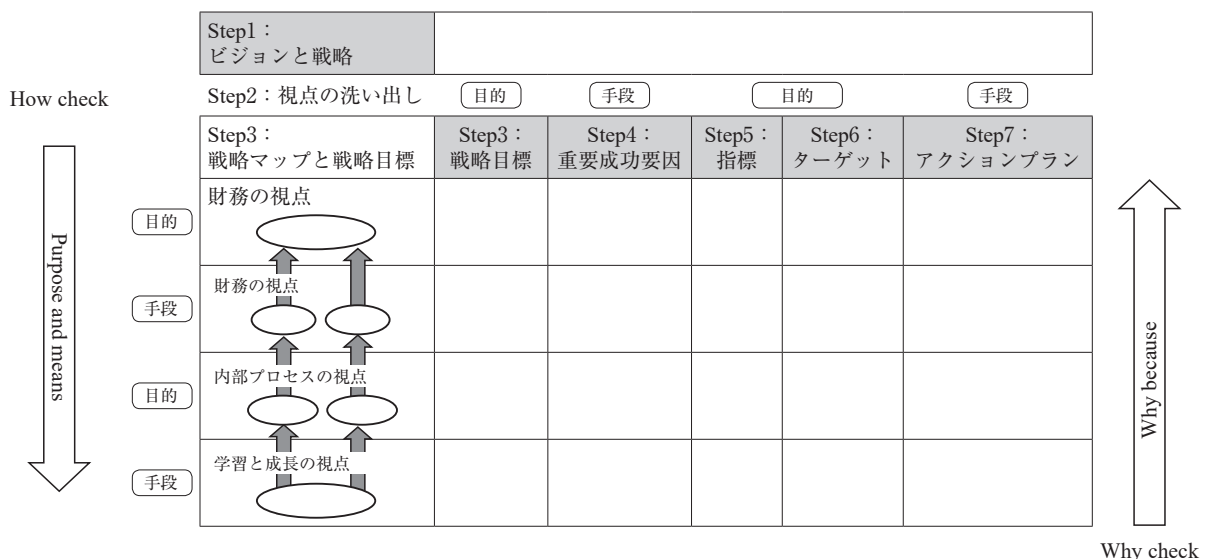 Step1：
ビジョンと戦略
How check
Step2：視点の洗い出し
目的
手段
目的
手段
Step3：
戦略マップと戦略目標
Step3：
戦略目標
Step4：
重要成功要因
Step5：
指標
Step6：
ターゲット
Step7：
アクションプラン
財務の視点
目的
財務の視点
手段
内部プロセスの視点
目的
学習と成長の視点
手段
Purpose and means
Why because
Why check